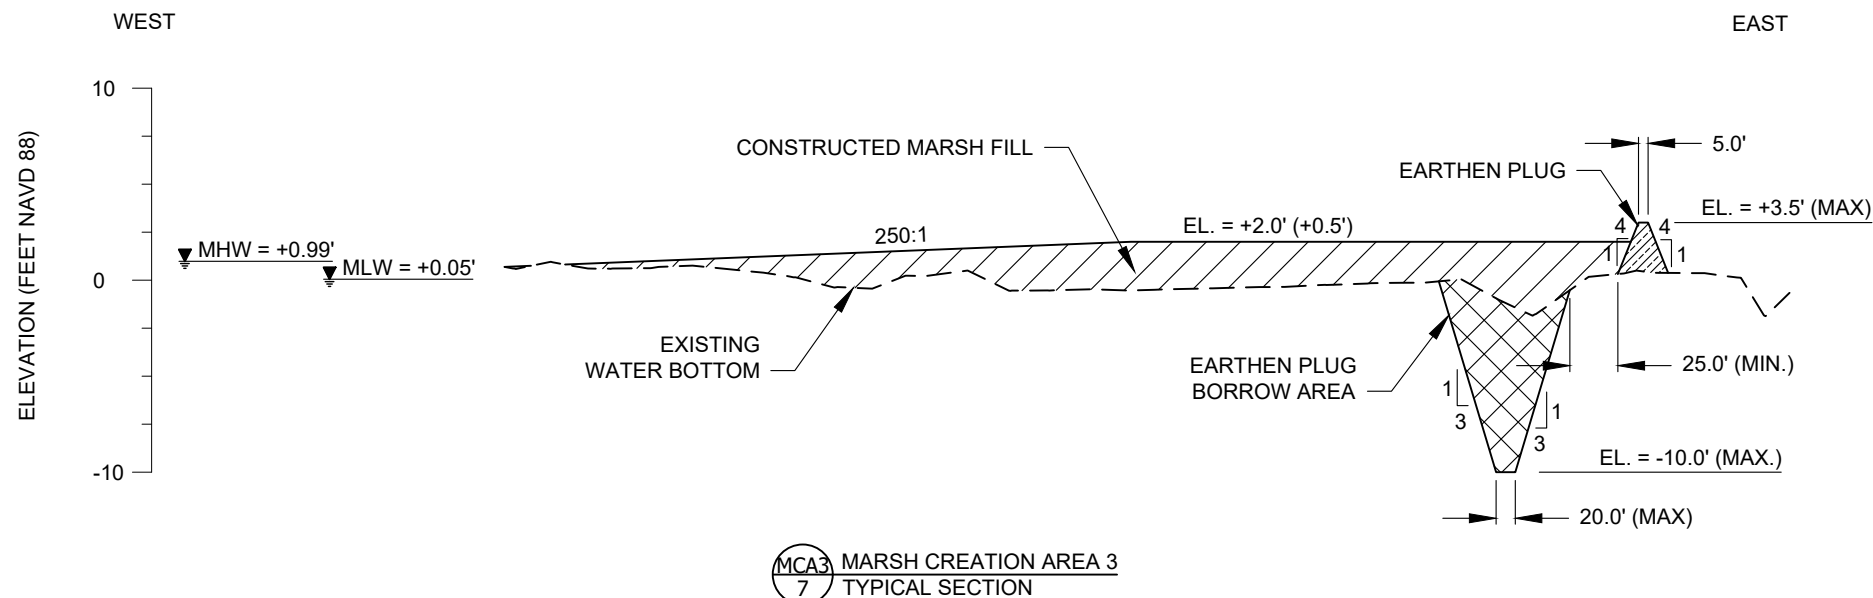 WEST
EAST
10
0
-10
ELEVATION (FEET NAVD 88)
MHW = +0.99'
MLW = +0.05'
CONSTRUCTED MARSH FILL
250:1
EL. = +2.0' (+0.5')
EARTHEN PLUG
5.0'
EL. = +3.5' (MAX)
4
1
4
1
EXISTING
WATER BOTTOM
EARTHEN PLUG
BORROW AREA
25.0' (MIN.)
1
3
1
3
EL. = -10.0' (MAX.)
20.0' (MAX)
MCA3
7
MARSH CREATION AREA 3
TYPICAL SECTION